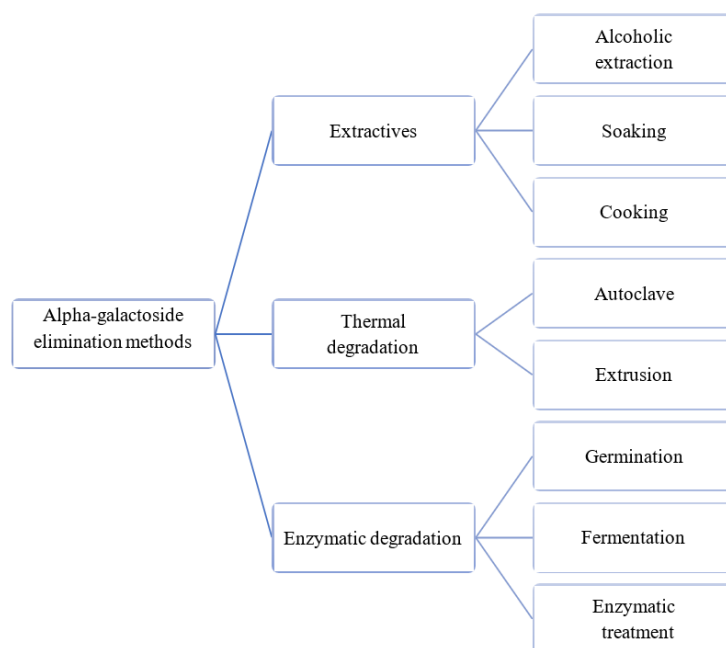 Alcoholic
extraction
Extractives
Soaking
Cooking
Alpha-galactoside
elimination methods
Thermal
degradation
Autoclave
Extrusion
Enzymatic degradation
Germination
Fermentation
Enzymatic
treatment